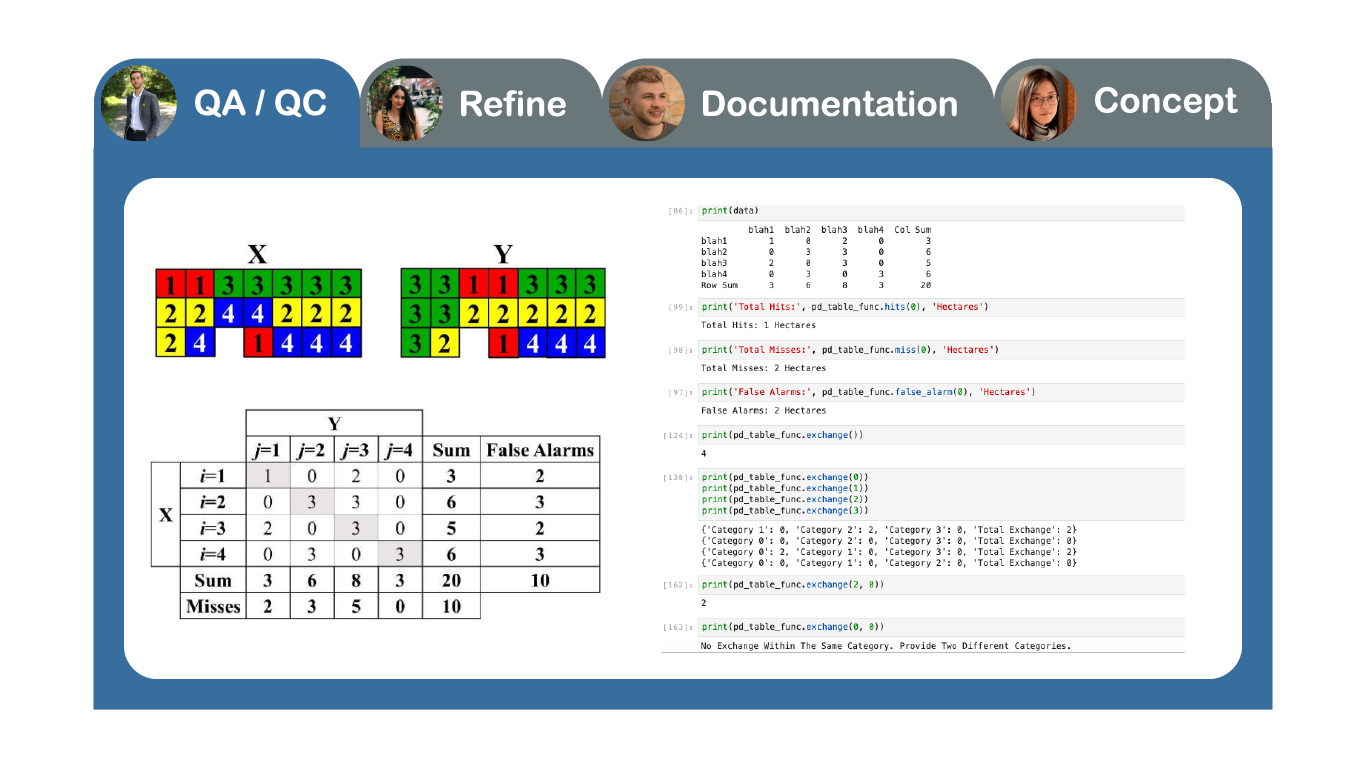 QA / QC
Refine
Documentation
Concept
X
1 1 3 3 3 3 3
2 2 4 4 2 2 2
2 4 1 4 4 4
Y
3 3 1 1 3 3 3
3 3 2 2 2 2 2
3 2 1 4 4 4
Y
j=1 j=2 j=3 j=4 Sum False Alarms
X
i=1 1 0 2 0 3 2
i=2 0 3 3 0 6 3
i=3 2 0 3 0 5 2
i=4 0 3 0 3 6 3
Sum 3 6 8 3 20 10
Misses 2 3 5 0 10
[86]: print(data)
blah1 blah2 blah3 blah4 Col Sum
blah1 1 0 2 0 3
blah2 0 3 3 0 6
blah3 2 0 3 0 5
blah4 0 3 0 3 6
Row Sum 3 6 8 3 20
[99]: print('Total Hits:', pd_table_func.hits(0), 'Hectares')
Total Hits: 1 Hectares
[98]: print('Total Misses:', pd_table_func.miss(0), 'Hectares')
Total Misses: 2 Hectares
[97]: print('False Alarms:', pd_table_func.false_alarm(0), 'Hectares')
False Alarms: 2 Hectares
[124]: print(pd_table_func.exchange())
4
[138]: print(pd_table_func.exchange(0))
print(pd_table_func.exchange(1))
print(pd_table_func.exchange(2))
print(pd_table_func.exchange(3))
{'Category 1': 0, 'Category 2': 2, 'Category 3': 0, 'Total Exchange': 2}
{'Category 0': 0, 'Category 2': 0, 'Category 3': 0, 'Total Exchange': 0}
{'Category 0': 2, 'Category 1': 0, 'Category 3': 0, 'Total Exchange': 2}
{'Category 0': 0, 'Category 1': 0, 'Category 2': 0, 'Total Exchange': 0}
[162]: print(pd_table_func.exchange(2, 0))
2
[163]: print(pd_table_func.exchange(0, 0))
No Exchange Within The Same Category. Provide Two Different Categories.